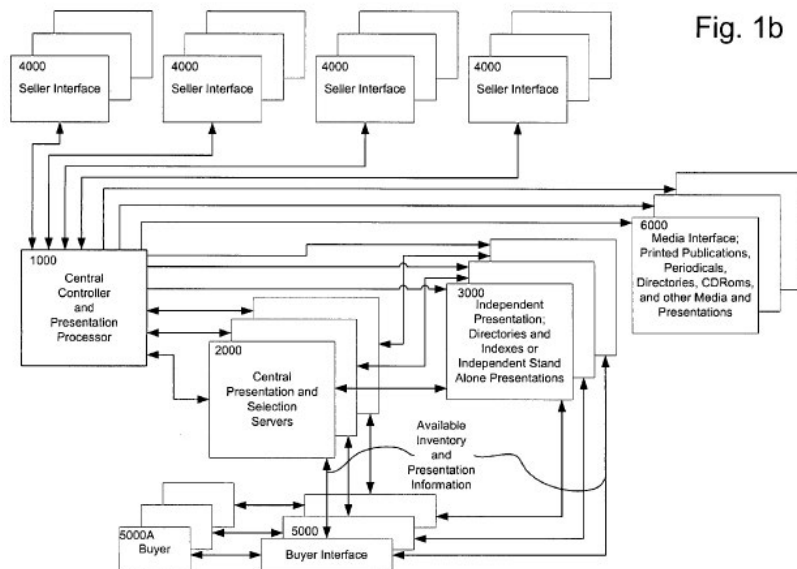 Fig. 1b
4000
Seller Interface
4000
Seller Interface
4000
Seller Interface
4000
Seller Interface
6000
Media Interface;
Printed Publications,
Periodicals,
Directories, CDRoms,
and other Media and
Presentations
1000
Central
Controller
and
Presentation
Processor
3000
Independent
Presentation;
Directories and
Indexes or
Independent Stand
Alone Presentations
2000
Central
Presentation and
Selection
Servers
Available
Inventory
and
Presentation
Information
5000A
Buyer
5000
Buyer Interface